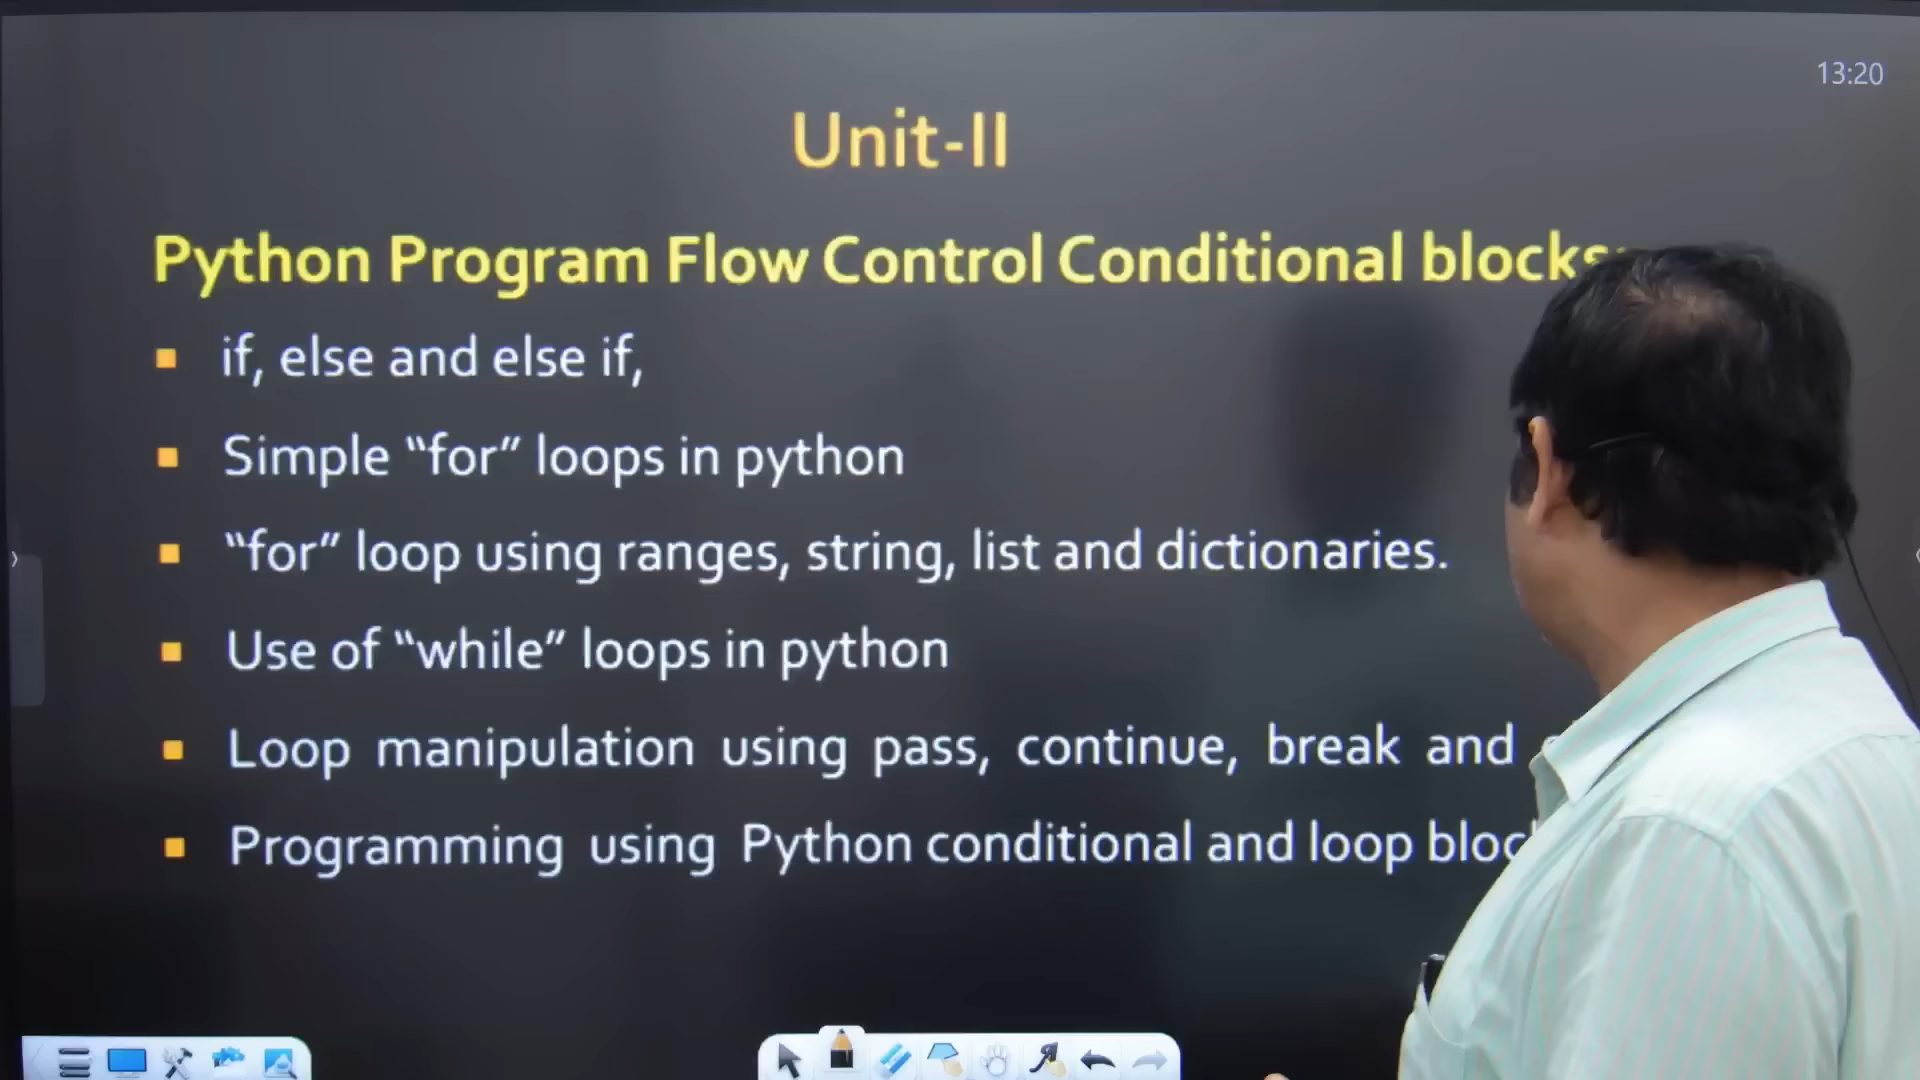 13:20
Unit-II
Python Program Flow Control Conditional blocks
if, else and else if,
Simple “for” loops in python
“for” loop using ranges, string, list and dictionaries.
Use of “while” loops in python
Loop manipulation using pass, continue, break and
Programming using Python conditional and loop